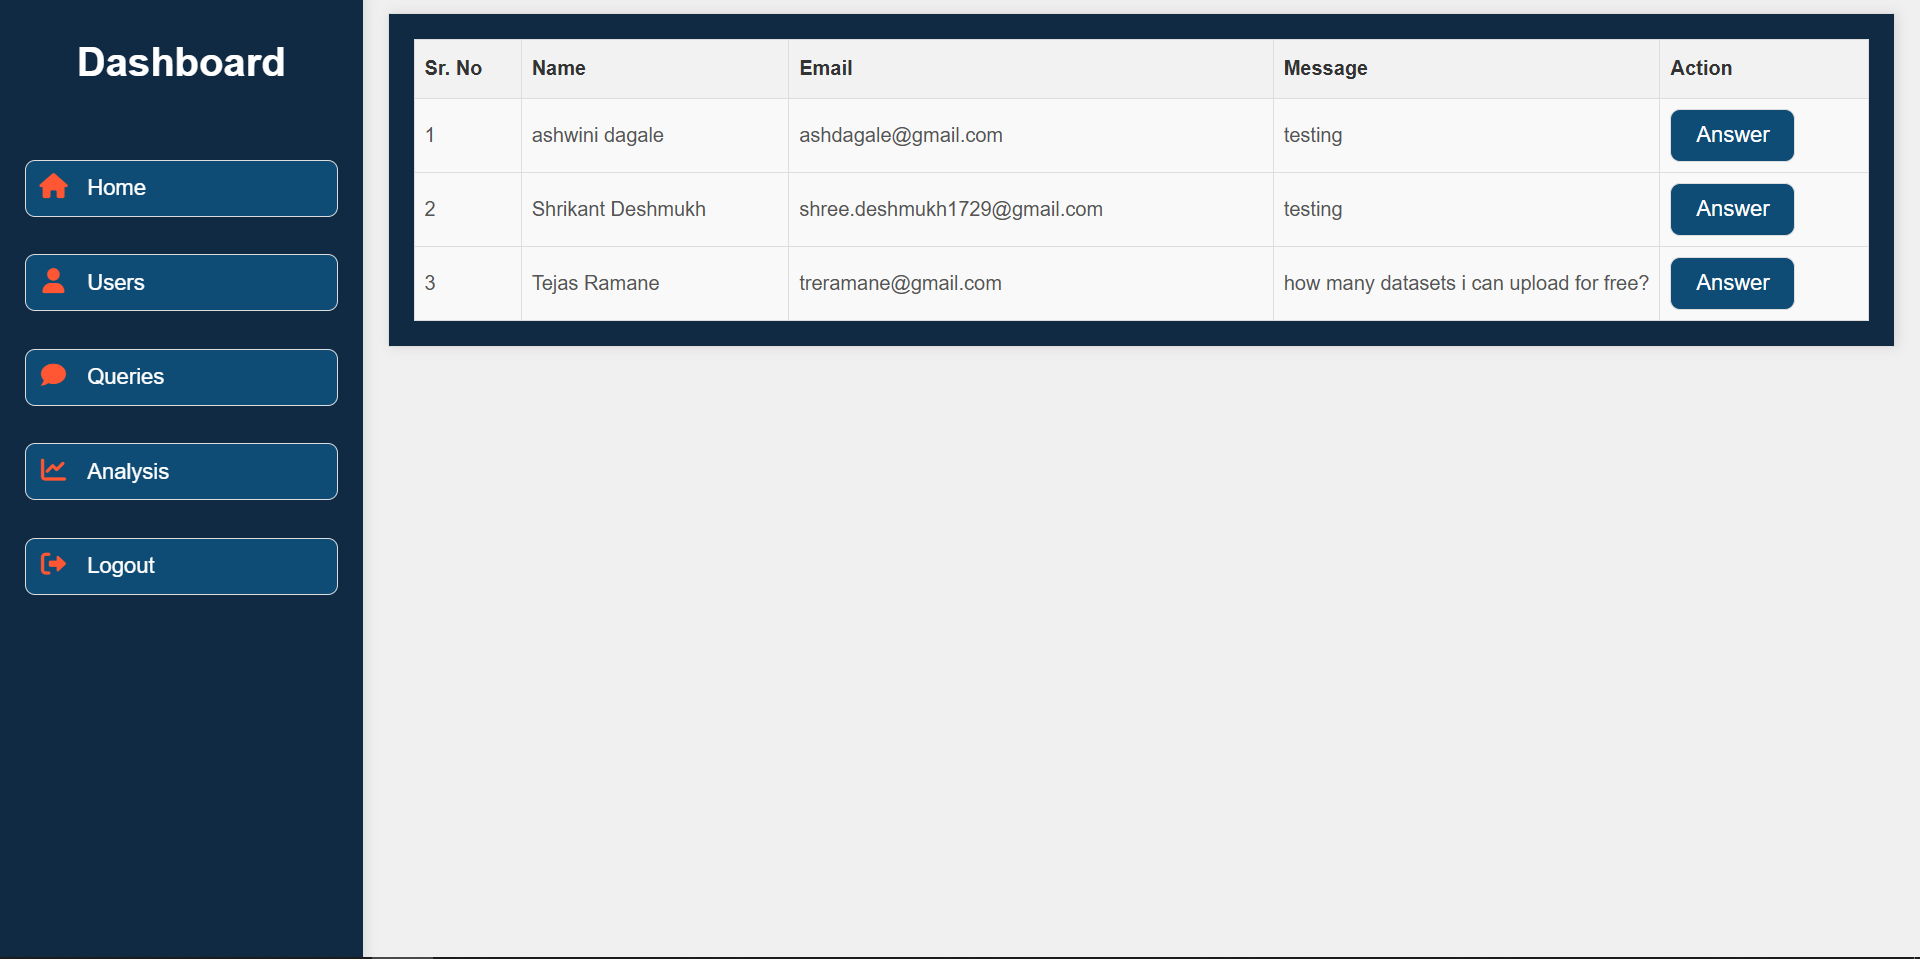 Dashboard
Home
Users
Queries
Analysis
Logout
Sr. No Name Email Message Action
1 ashwini dagale ashdagale@gmail.com testing Answer
2 Shrikant Deshmukh shree.deshmukh1729@gmail.com testing Answer
3 Tejas Ramane treramane@gmail.com how many datasets i can upload for free? Answer